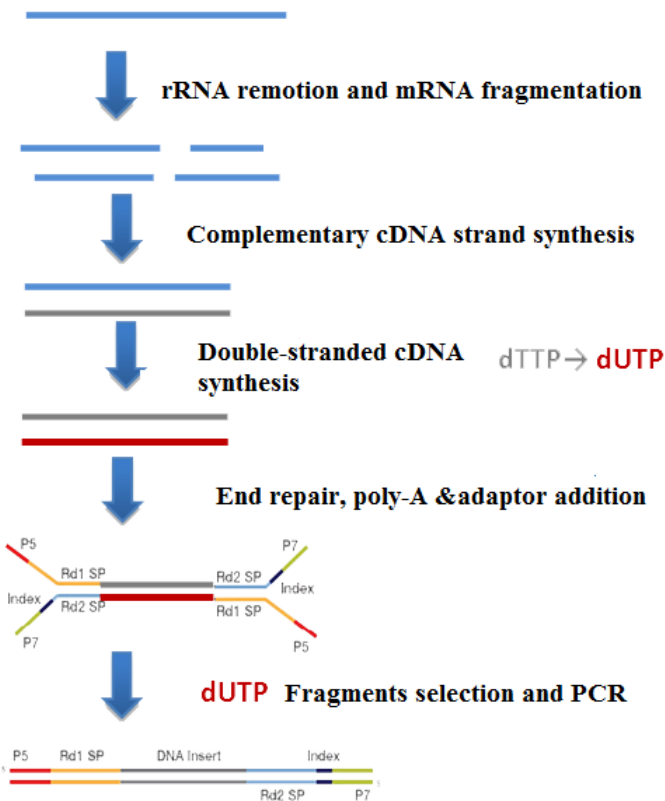 rRNA remotion and mRNA fragmentation
Complementary cDNA strand synthesis
Double-stranded cDNA
synthesis
dTTP → dUTP
End repair, poly-A &adaptor addition
P5
P7
Rd1 SP
Rd2 SP
Index
Index
Rd2 SP
Rd1 SP
P7
P5
dUTP Fragments selection and PCR
P5 Rd1 SP DNA Insert Index
Rd2 SP P7